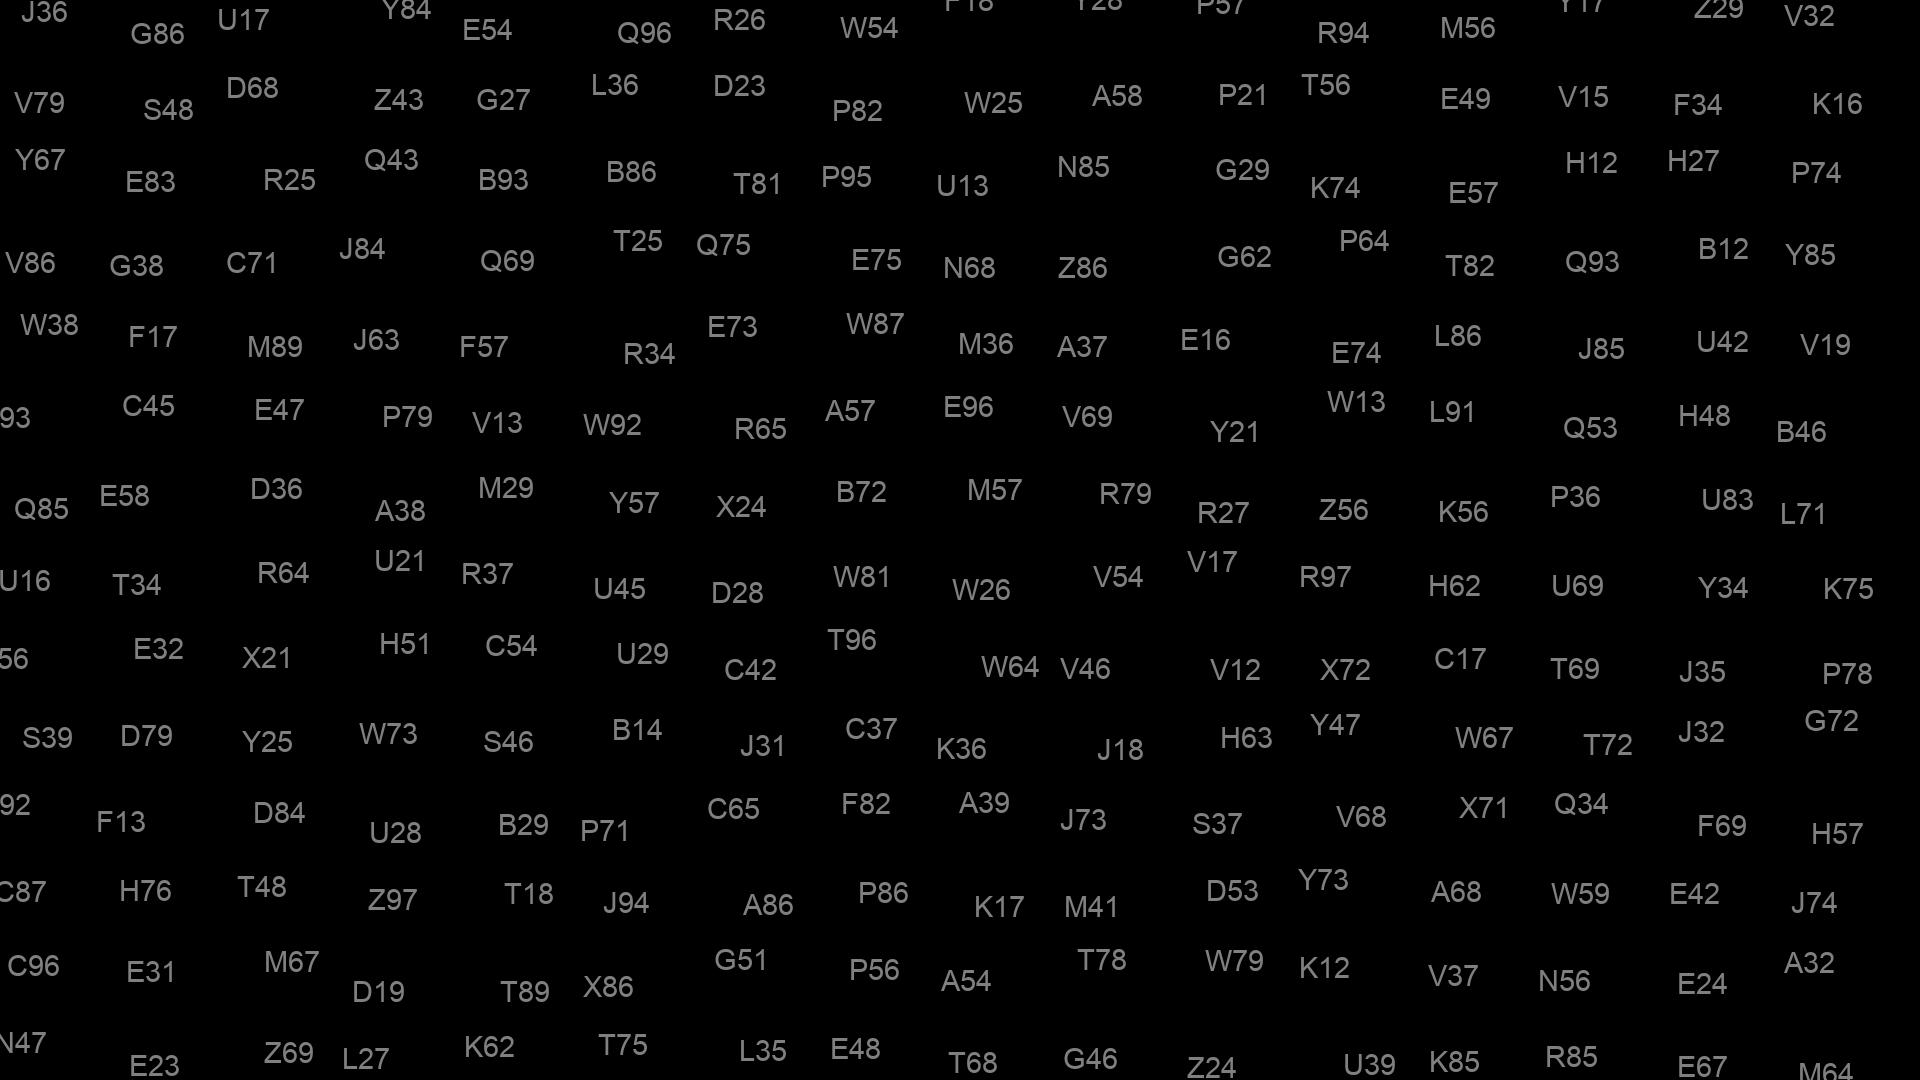 J36 G86 U17 Y84 E54 Q96 R26 W54 F18 Y28 P57 R94 M56 Y17 Z29 V32
V79 S48 D68 Z43 G27 L36 D23 P82 W25 A58 P21 T56 E49 V15 F34 K16
Y67 E83 R25 Q43 B93 B86 T81 P95 U13 N85 G29 K74 E57 H12 H27 P74
V86 G38 C71 J84 Q69 T25 Q75 E75 N68 Z86 G62 P64 T82 Q93 B12 Y85
W38 F17 M89 J63 F57 R34 E73 W87 M36 A37 E16 E74 L86 J85 U42 V19
93 C45 E47 P79 V13 W92 R65 A57 E96 V69 Y21 W13 L91 Q53 H48 B46
Q85 E58 D36 A38 M29 Y57 X24 B72 M57 R79 R27 Z56 K56 P36 U83 L71
U16 T34 R64 U21 R37 U45 D28 W81 W26 V54 V17 R97 H62 U69 Y34 K75
56 E32 X21 H51 C54 U29 C42 T96 W64 V46 V12 X72 C17 T69 J35 P78
S39 D79 Y25 W73 S46 B14 J31 C37 K36 J18 H63 Y47 W67 T72 J32 G72
92 F13 D84 U28 B29 P71 C65 F82 A39 J73 S37 V68 X71 Q34 F69 H57
C87 H76 T48 Z97 T18 J94 A86 P86 K17 M41 D53 Y73 A68 W59 E42 J74
C96 E31 M67 D19 T89 X86 G51 P56 A54 T78 W79 K12 V37 N56 E24 A32
N47 E23 Z69 L27 K62 T75 L35 E48 T68 G46 Z24 U39 K85 R85 E67 M64